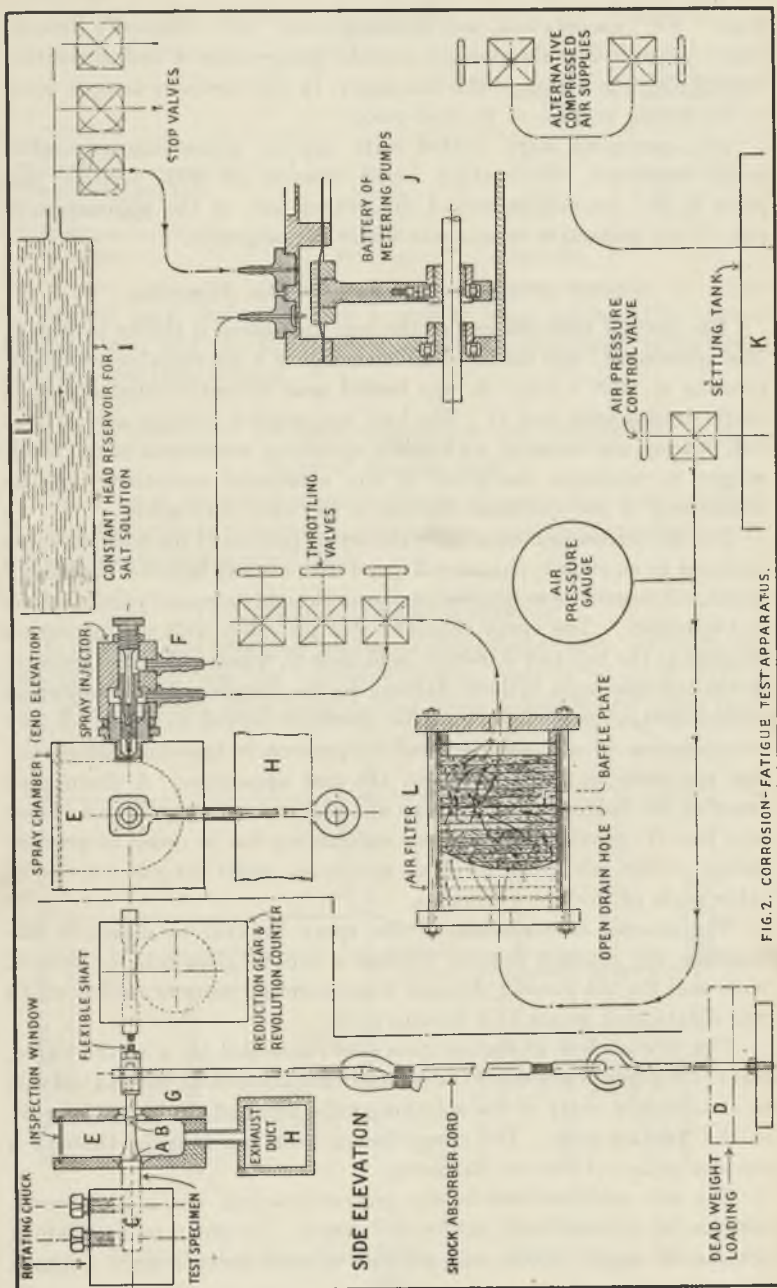 ROTATING CHUCK
INSPECTION WINDOW
FLEXIBLE SHAFT
C
E
A B
G
TEST SPECIMEN
EXHAUST
DUCT
H
REDUCTION GEAR &
REVOLUTION COUNTER
SIDE ELEVATION
SHOCK ABSORBER CORD
DEAD WEIGHT
LOADING
D
SPRAY CHAMBER (END ELEVATION)
SPRAY INJECTOR
E
F
H
THROTTLING
VALVES
AIR FILTER L
OPEN DRAIN HOLE
BAFFLE PLATE
CONSTANT HEAD RESERVOIR FOR
SALT SOLUTION
I
STOP VALVES
BATTERY OF
METERING PUMPS
J
ALTERNATIVE
COMPRESSED
AIR SUPPLIES
AIR PRESSURE
CONTROL VALVE
AIR
PRESSURE
GAUGE
SETTLING TANK
K
FIG.2. CORROSION-FATIGUE TEST APPARATUS.